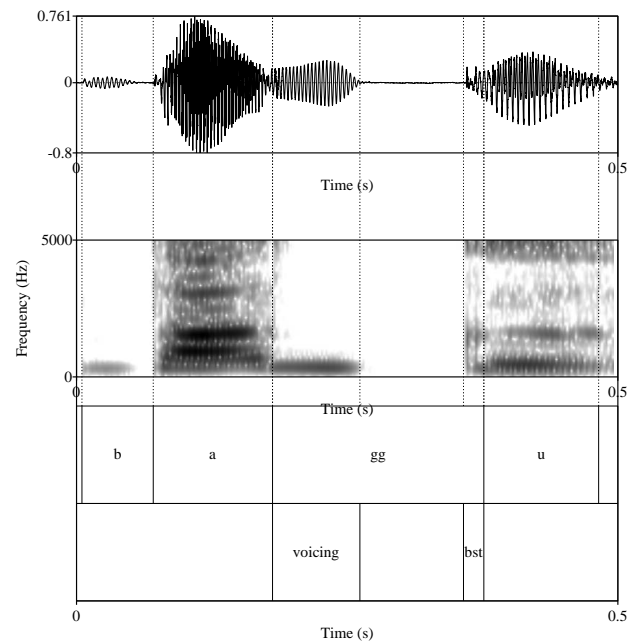 0.761
0
-0.8
0 0.5
Time (s)
5000
Frequency (Hz)
0
0 0.5
Time (s)
b a gg u
voicing bst
0 0.5
Time (s)